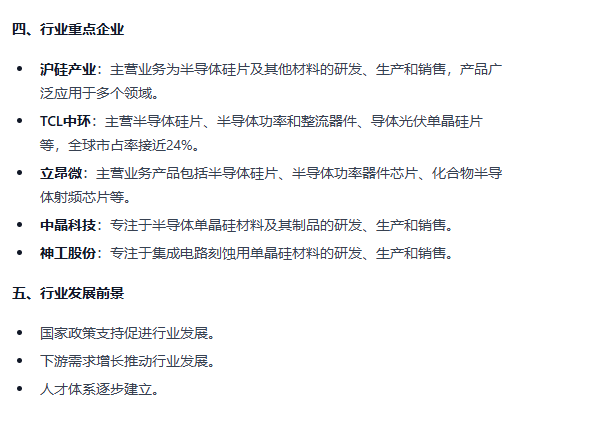 四、行业重点企业
沪硅产业：主营业务为半导体硅片及其他材料的研发、生产和销售，产品广
泛应用于多个领域。
TCL中环：主营半导体硅片、半导体功率和整流器件、导体光伏单晶硅片
等，全球市占率接近24%。
立昂微：主营业务产品包括半导体硅片、半导体功率器件芯片、化合物半导
体射频芯片等。
中晶科技：专注于半导体单晶硅材料及其制品的研发、生产和销售。
神工股份：专注于集成电路刻蚀用单晶硅材料的研发、生产和销售。
五、行业发展前景
国家政策支持促进行业发展。
下游需求增长推动行业发展。
人才体系逐步建立。